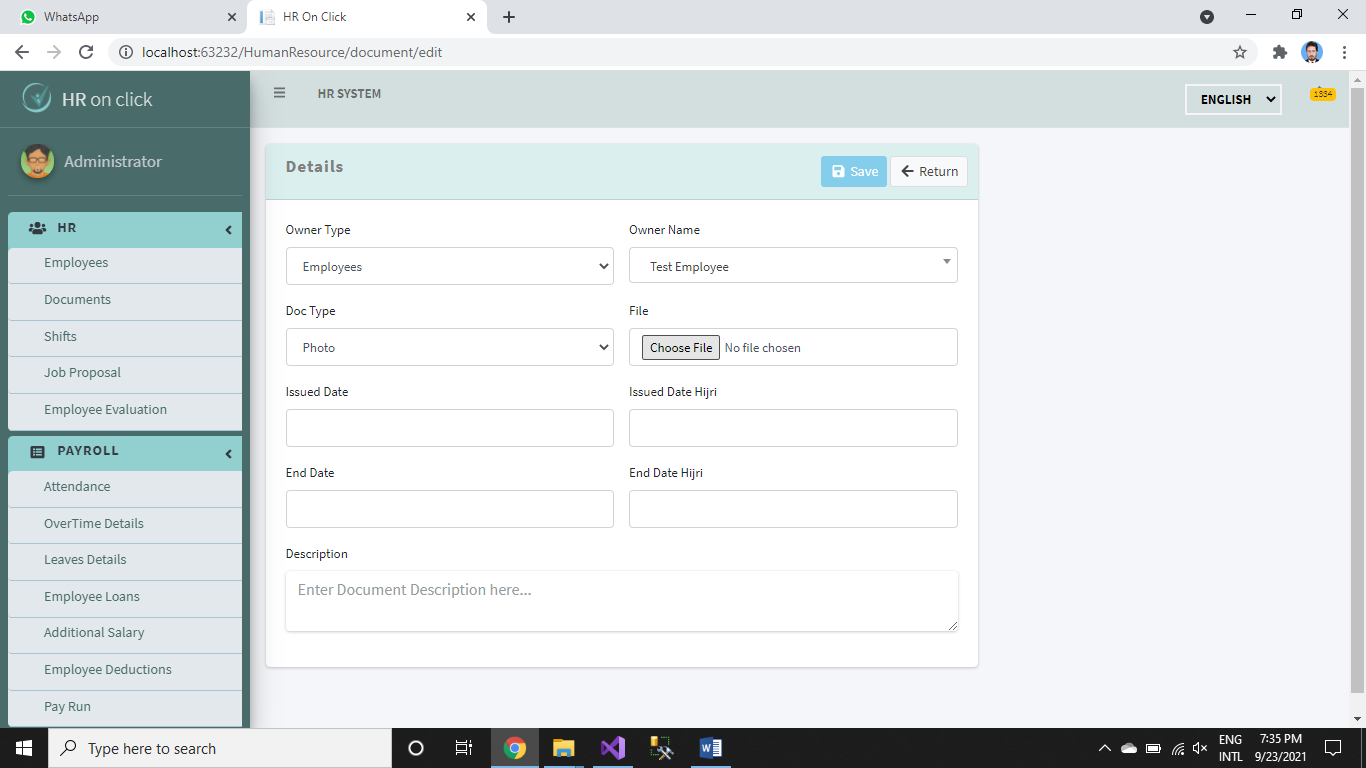 WhatsApp
HR On Click
localhost:63232/HumanResource/document/edit
HR on click
HR SYSTEM
ENGLISH
1334
Administrator
Details
Save
Return
HR
Employees
Documents
Shifts
Job Proposal
Employee Evaluation
PAYROLL
Attendance
OverTime Details
Leaves Details
Employee Loans
Additional Salary
Employee Deductions
Pay Run
Owner Type
Owner Name
Employees
Test Employee
Doc Type
File
Photo
Choose File No file chosen
Issued Date
Issued Date Hijri
End Date
End Date Hijri
Description
Enter Document Description here...
Type here to search
ENG
INTL
7:35 PM
9/23/2021